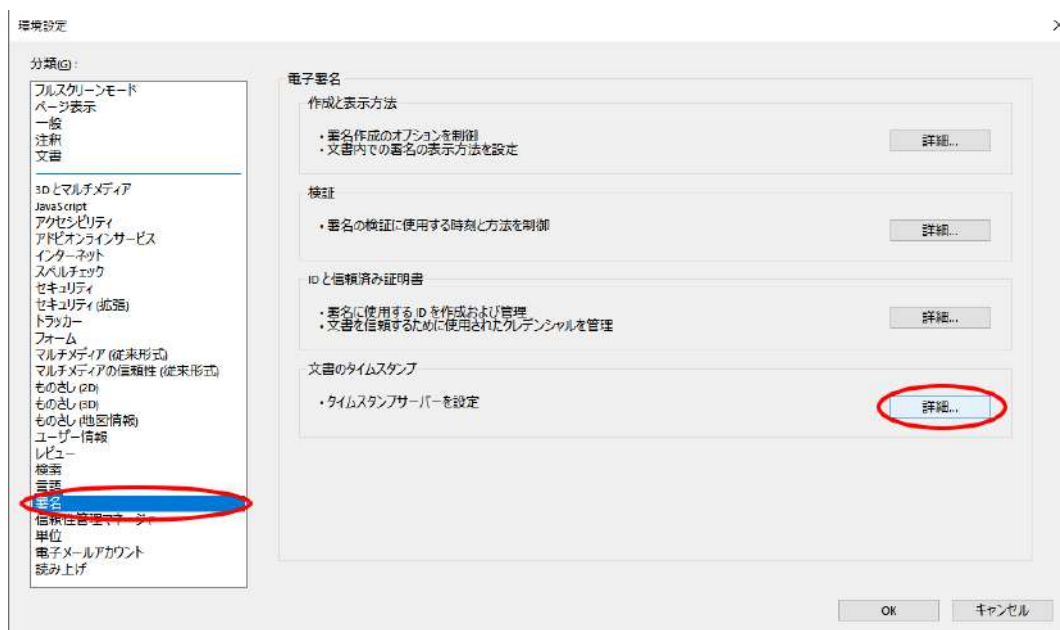 環境設定
分類(G):
フルスクリーンモード
ページ表示
一般
注釈
文書
3D とマルチメディア
JavaScript
アクセシビリティ
アドビオンラインサービス
インターネット
スペルチェック
セキュリティ
セキュリティ (拡張)
トラッカー
フォーム
マルチメディア (従来形式)
マルチメディアの信頼性 (従来形式)
ものさし (2D)
ものさし (3D)
ものさし (地図情報)
ユーザー情報
レビュー
検索
言語
署名
信頼性管理マネージャー
単位
電子メールアカウント
読み上げ
電子署名
作成と表示方法
・署名作成のオプションを制御
・文書内での署名の表示方法を設定
詳細...
検証
・署名の検証に使用する時刻と方法を制御
詳細...
ID と信頼済み証明書
・署名に使用する ID を作成および管理
・文書を信頼するために使用されたクレデンシャルを管理
詳細...
文書のタイムスタンプ
・タイムスタンプサーバーを設定
詳細...
OK
キャンセル